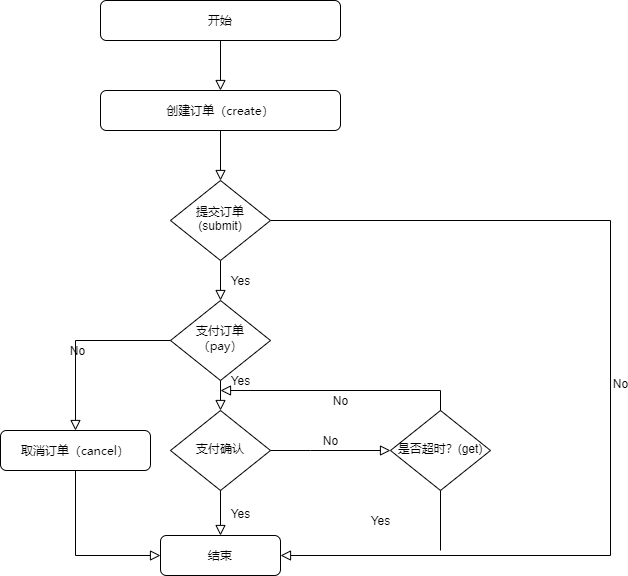 开始
创建订单（create）
提交订单
(submit)
No
Yes
支付订单
（pay）
No
Yes
No
取消订单（cancel）
支付确认
No
是否超时？(get)
Yes
Yes
结束